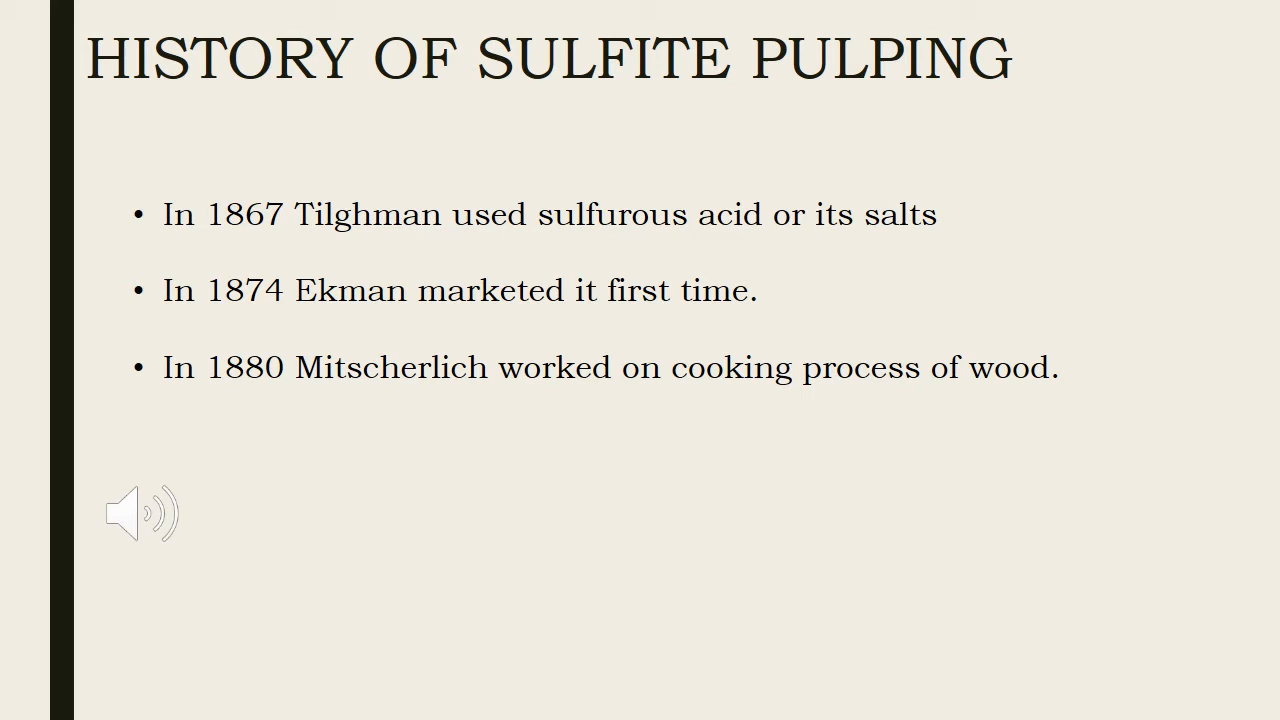 HISTORY OF SULFITE PULPING
• In 1867 Tilghman used sulfurous acid or its salts
• In 1874 Ekman marketed it first time.
• In 1880 Mitscherlich worked on cooking process of wood.